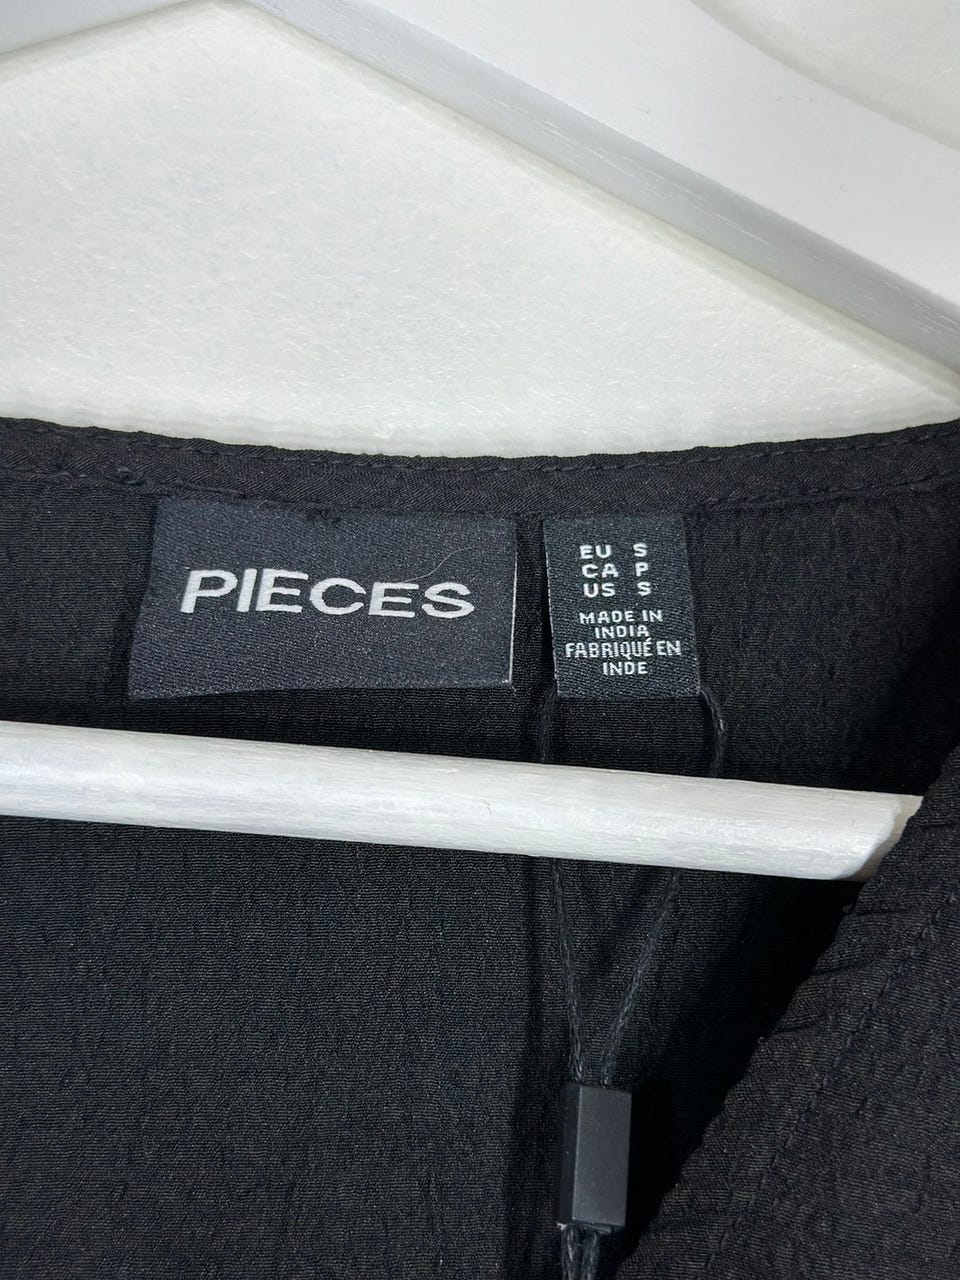 PIECES
EU S
CA P
US S
MADE IN
INDIA
FABRIQUÉ EN
INDE